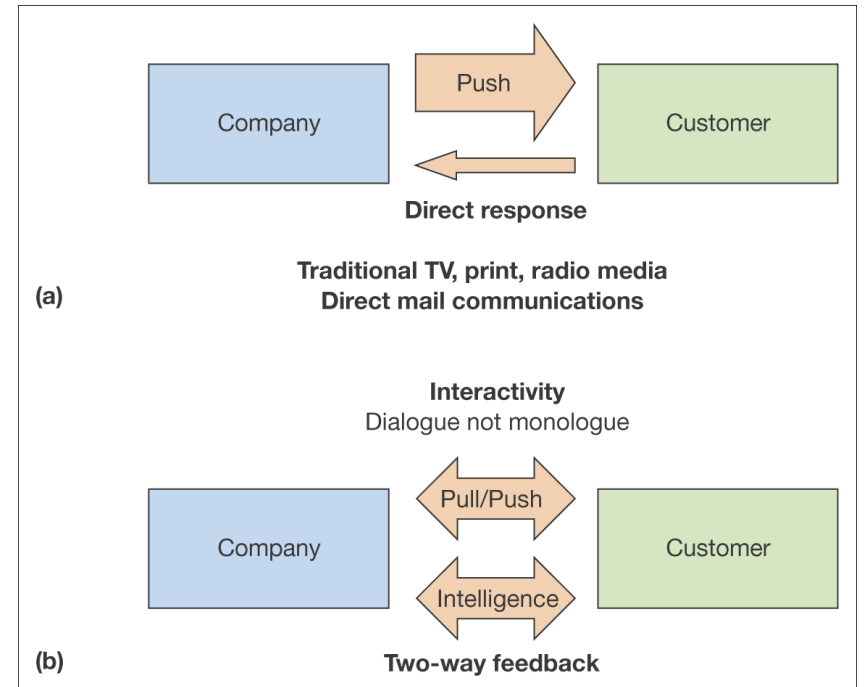 Company
Push
Customer
Direct response
Traditional TV, print, radio media
Direct mail communications
(a)
Interactivity
Dialogue not monologue
Company
Pull/Push
Intelligence
Customer
Two-way feedback
(b)